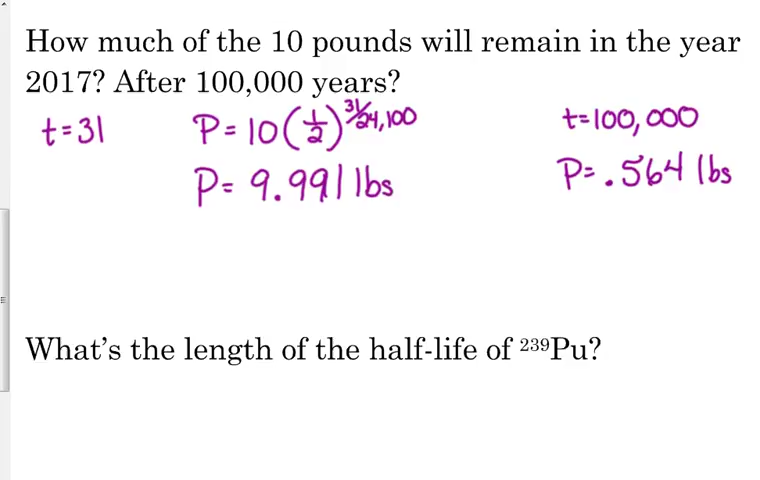 How much of the 10 pounds will remain in the year
2017? After 100,000 years?
t=31 P=10(1/2)^31/24,100 t=100,000
P= 9.991 lbs P= .564 lbs
What’s the length of the half-life of ²³⁹Pu?